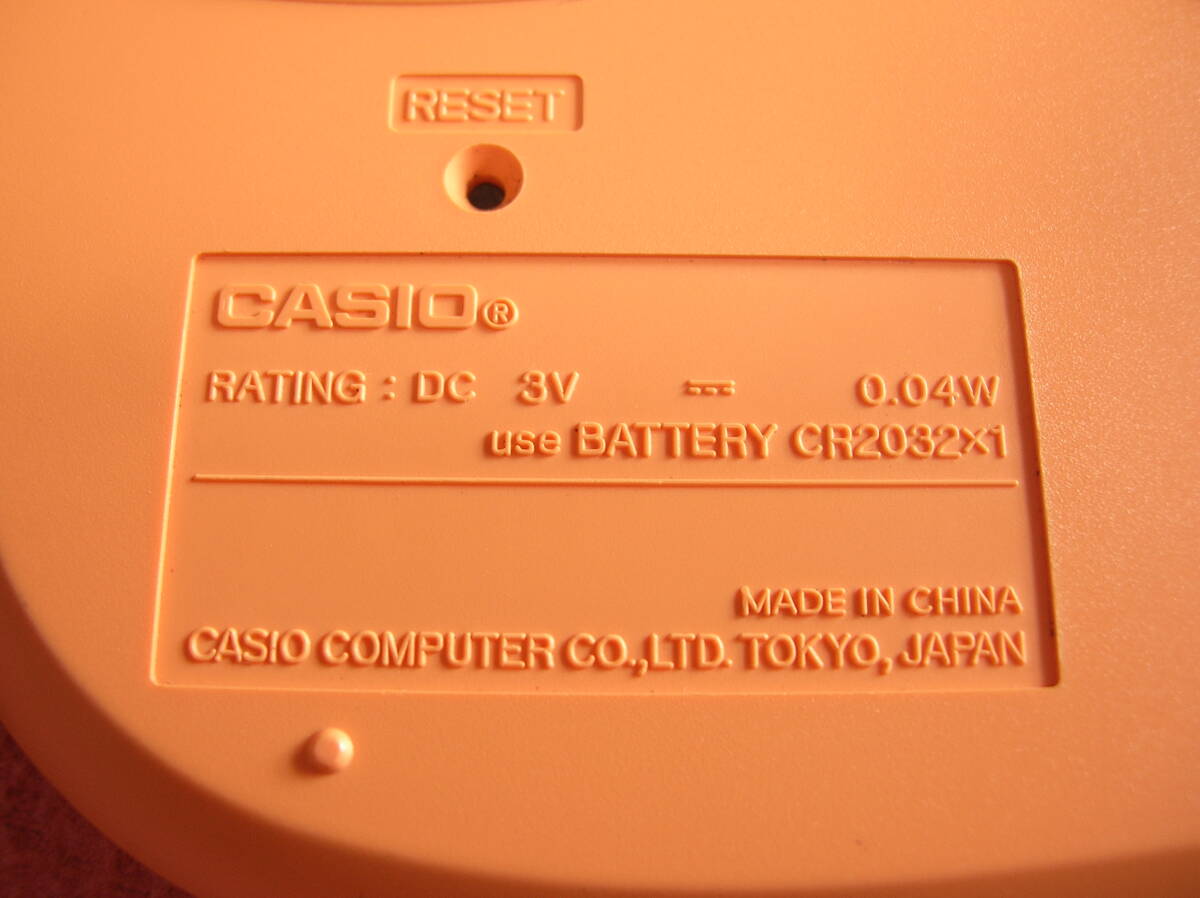 RESET
CASIO®
RATING : DC 3V ⎓ 0.04W
use BATTERY CR2032×1
MADE IN CHINA
CASIO COMPUTER CO.,LTD. TOKYO, JAPAN